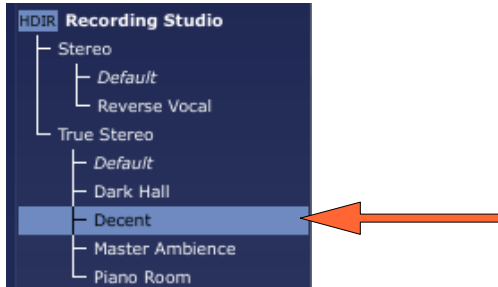 HDIR Recording Studio
Stereo
Default
Reverse Vocal
True Stereo
Default
Dark Hall
Decent
Master Ambience
Piano Room